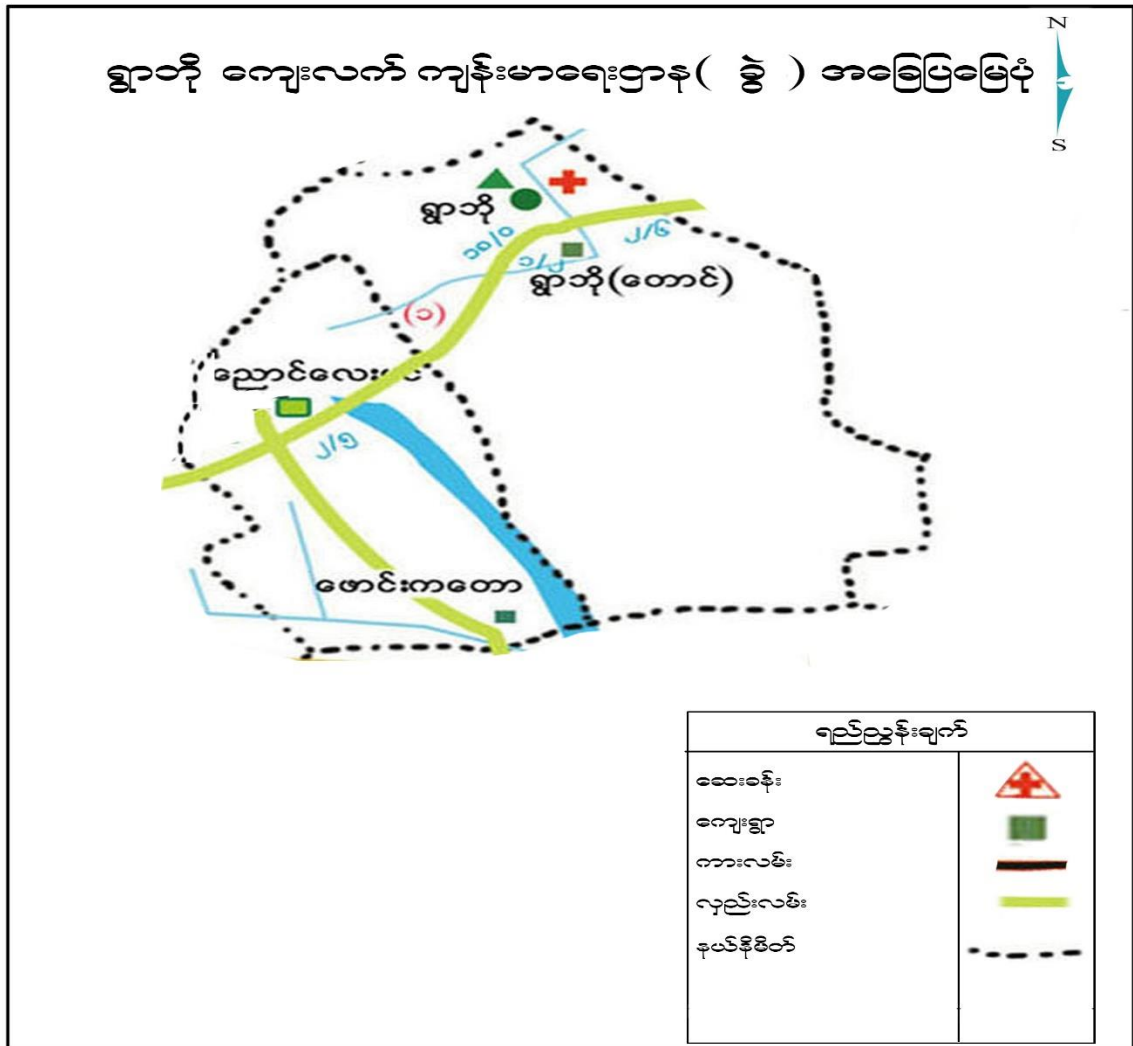 N
ရွာဘို ကျေးလက် ကျန်းမာရေးဌာန( ခွဲ ) အခြေပြမြေပုံ
S
ရွာဘို
၁၈/၀
၂/၆
၁/၂
ရွာဘို(တောင်)
(၁)
၂/၅
ဖောင်းကတော
ရည်ညွှန်းချက်
ဆေးခန်း
ကျေးရွာ
ကားလမ်း
လှည်းလမ်း
နယ်နိမိတ်